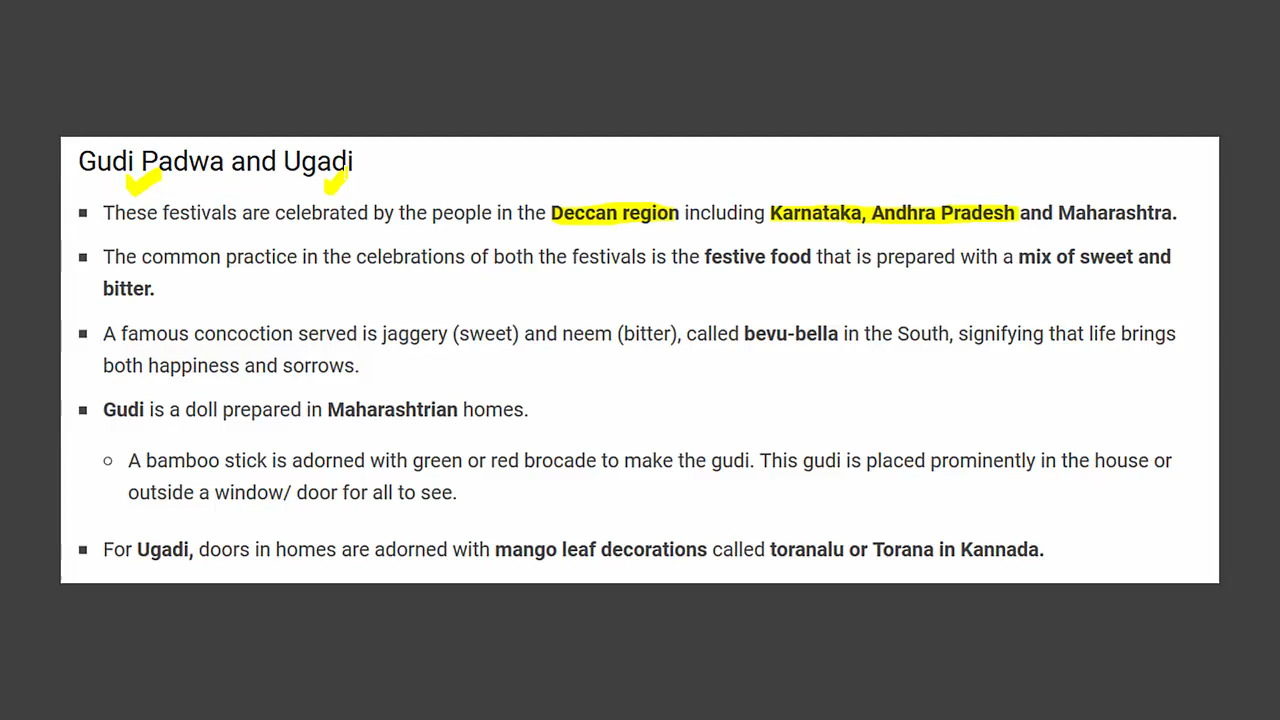 Gudi Padwa and Ugadi
These festivals are celebrated by the people in the Deccan region including Karnataka, Andhra Pradesh and Maharashtra.
The common practice in the celebrations of both the festivals is the festive food that is prepared with a mix of sweet and
bitter.
A famous concoction served is jaggery (sweet) and neem (bitter), called bevu-bella in the South, signifying that life brings
both happiness and sorrows.
Gudi is a doll prepared in Maharashtrian homes.
A bamboo stick is adorned with green or red brocade to make the gudi. This gudi is placed prominently in the house or
outside a window/ door for all to see.
For Ugadi, doors in homes are adorned with mango leaf decorations called toranalu or Torana in Kannada.